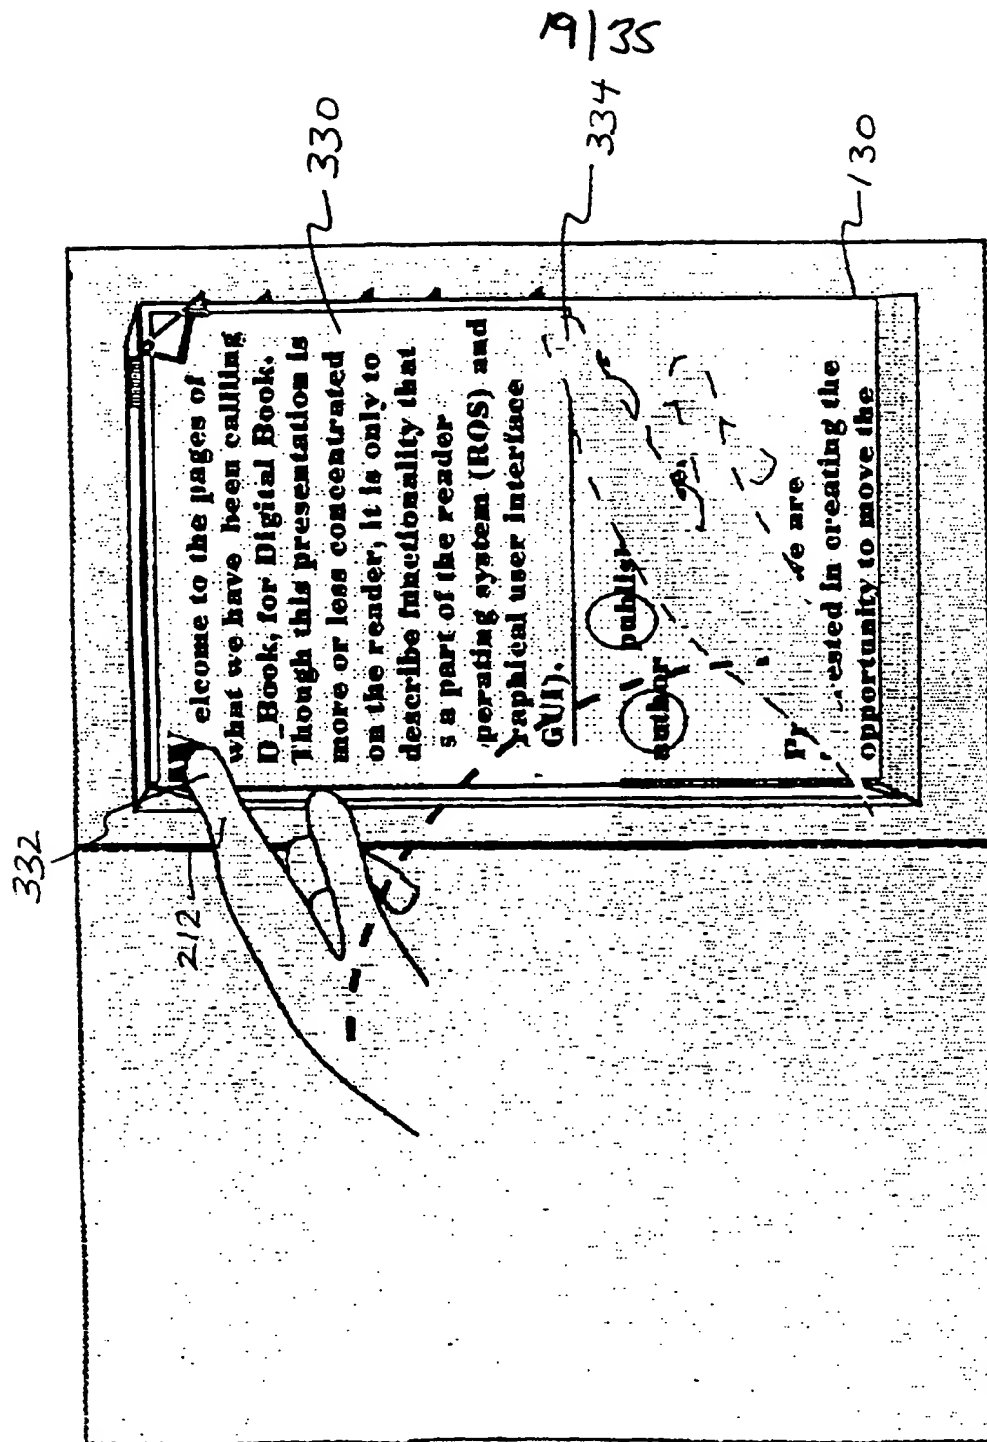 19/35
330
334
130
332
212
elcome to the pages of
what we have been callling
D_Book, for Digital Book.
Though this presentation is
more or less concentrated
on the reader, it is only to
describe functionality that
s a part of the reader
perating system (ROS) and
raphical user interface
GUI).
author publish
We are
ested in creating the
opportunity to move the